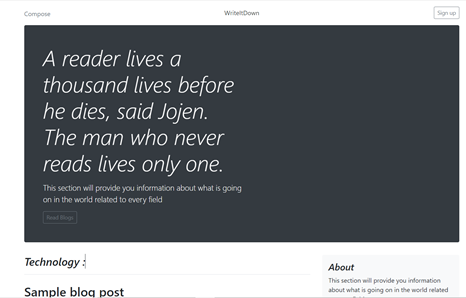 Compose
WriteItDown
Sign up
A reader lives a
thousand lives before
he dies, said Jojen.
The man who never
reads lives only one.
This section will provide you information about what is going
on in the world related to every field
Read Blogs
Technology :
Sample blog post
About
This section will provide you information
about what is going on in the world related